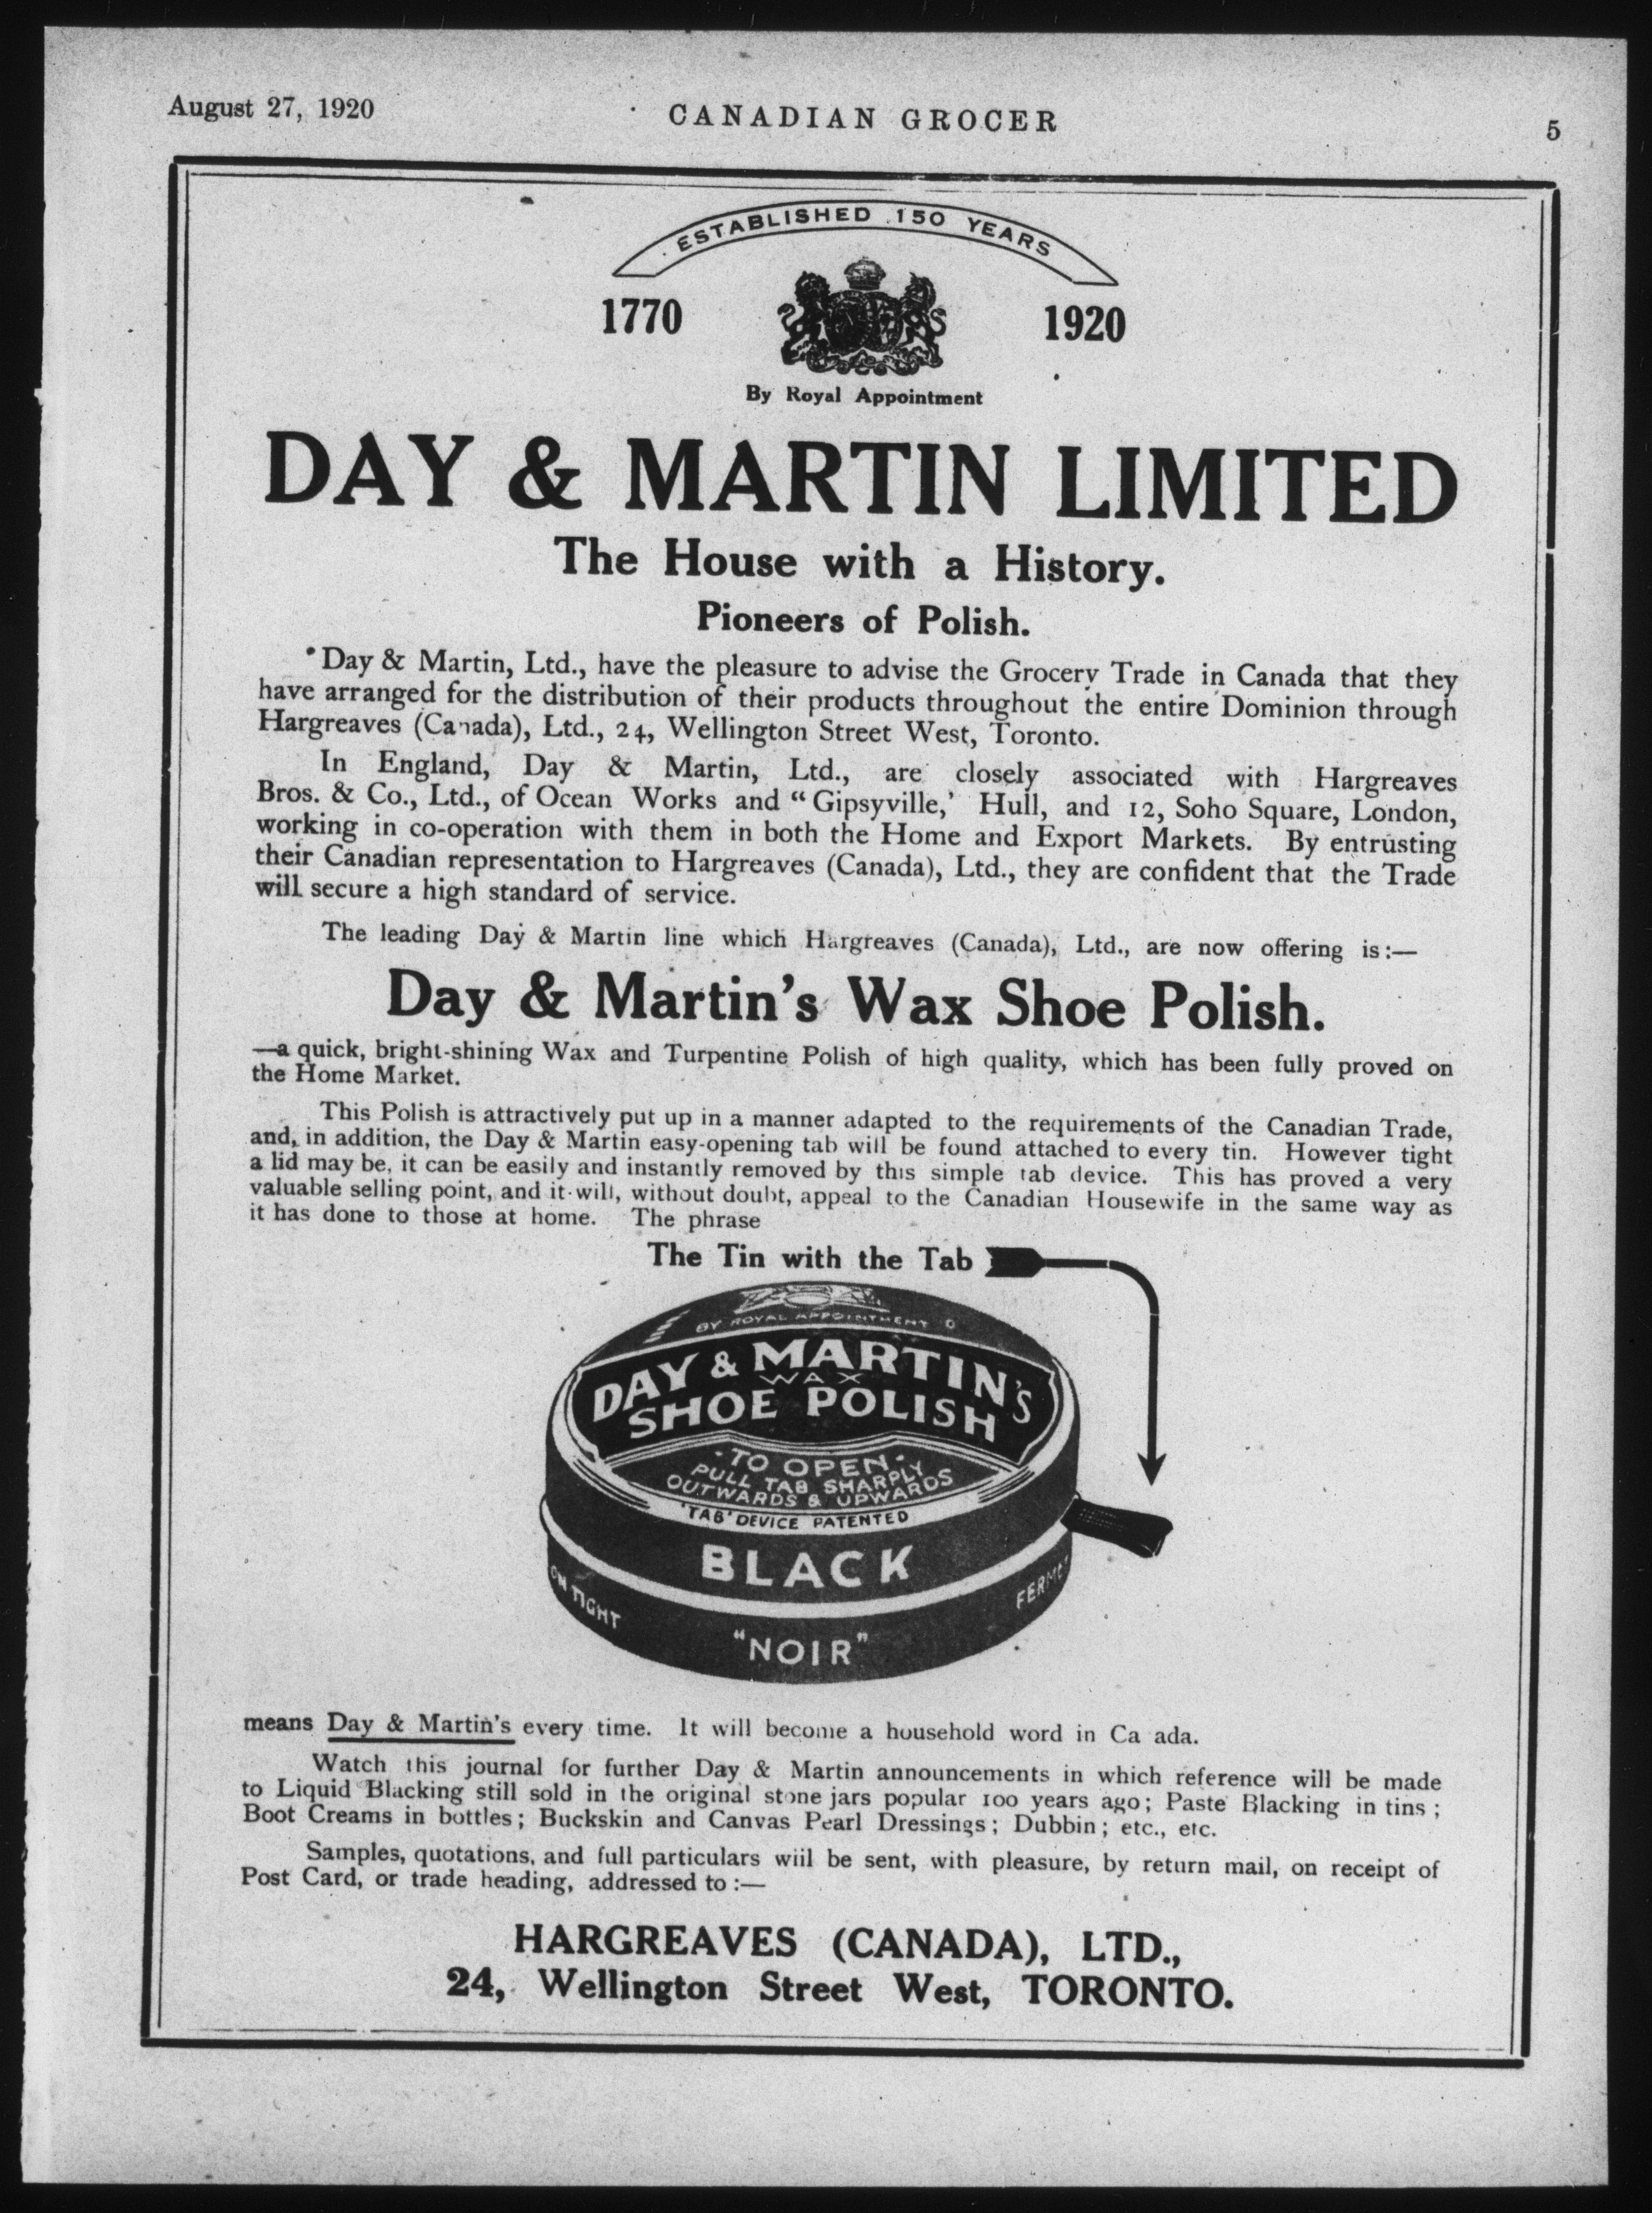 August 27, 1920
CANADIAN GROCER
5
ESTABLISHED 150 YEARS
1770
1920
By Royal Appointment
DAY & MARTIN LIMITED
The House with a History.
Pioneers of Polish.
Day & Martin, Ltd., have the pleasure to advise the Grocery Trade in Canada that they
have arranged for the distribution of their products throughout the entire Dominion through
Hargreaves (Canada), Ltd., 24, Wellington Street West, Toronto.
In England, Day & Martin, Ltd., are closely associated with Hargreaves
Bros. & Co., Ltd., of Ocean Works and “Gipsyville,’ Hull, and 12, Soho Square, London,
working in co-operation with them in both the Home and Export Markets. By entrusting
their Canadian representation to Hargreaves (Canada), Ltd., they are confident that the Trade
will secure a high standard of service.
The leading Day & Martin line which Hargreaves (Canada), Ltd., are now offering is:—
Day & Martin’s Wax Shoe Polish.
—a quick, bright-shining Wax and Turpentine Polish of high quality, which has been fully proved on
the Home Market.
This Polish is attractively put up in a manner adapted to the requirements of the Canadian Trade,
and, in addition, the Day & Martin easy-opening tab will be found attached to every tin. However tight
a lid may be, it can be easily and instantly removed by this simple tab device. This has proved a very
valuable selling point, and it will, without doubt, appeal to the Canadian Housewife in the same way as
it has done to those at home. The phrase
The Tin with the Tab
BY ROYAL APPOINTMENT
DAY & MARTIN’S
WAX
SHOE POLISH
- TO OPEN -
PULL TAB SHARPLY
OUTWARDS & UPWARDS
'TAB' DEVICE PATENTED
BLACK
ON TIGHT
"NOIR"
means Day & Martin’s every time. It will become a household word in Ca ada.
Watch this journal for further Day & Martin announcements in which reference will be made
to Liquid Blacking still sold in the original stone jars popular 100 years ago; Paste Blacking in tins;
Boot Creams in bottles; Buckskin and Canvas Pearl Dressings; Dubbin; etc., etc.
Samples, quotations, and full particulars will be sent, with pleasure, by return mail, on receipt of
Post Card, or trade heading, addressed to:—
HARGREAVES (CANADA), LTD.,
24, Wellington Street West, TORONTO.